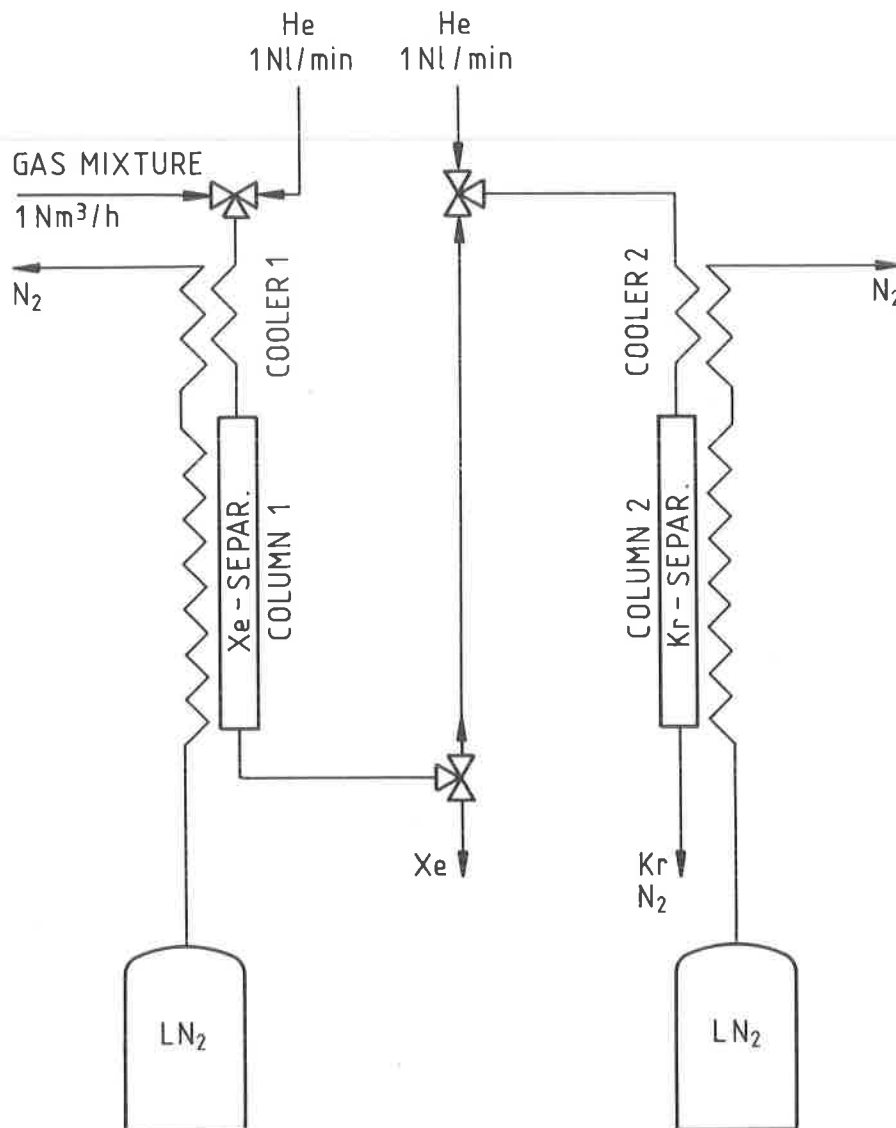 He
1Nl/min
He
1Nl/min
GAS MIXTURE
1Nm³/h
N₂
COOLER 1
COOLER 2
N₂
Xe-SEPAR.
COLUMN 1
COLUMN 2
Kr-SEPAR.
Xe
Kr
N₂
LN₂
LN₂